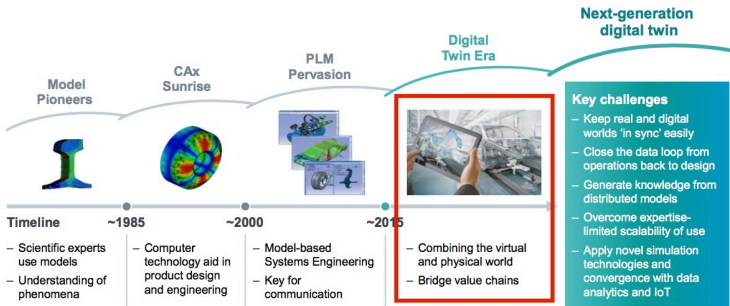 Next-generation
digital twin
Digital
Twin Era
PLM
Pervasion
CAx
Sunrise
Model
Pioneers
Key challenges
– Keep real and digital
worlds 'in sync' easily
– Close the data loop from
operations back to design
– Generate knowledge from
distributed models
– Overcome expertise-
limited scalability of use
– Apply novel simulation
technologies and
convergence with data
analytics and IoT
Timeline
~1985
~2000
~2015
– Scientific experts
use models
– Understanding of
phenomena
– Computer
technology aid in
product design
and engineering
– Model-based
Systems Engineering
– Key for
communication
– Combining the virtual
and physical world
– Bridge value chains